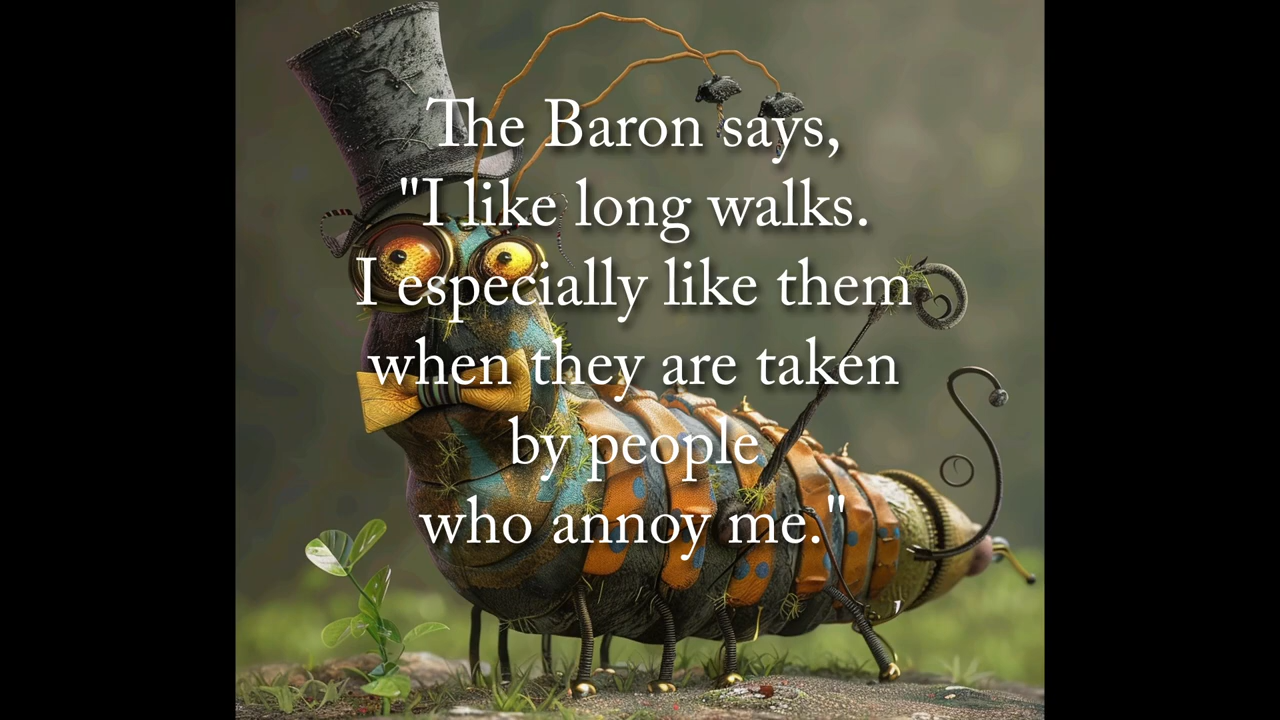 The Baron says,
"I like long walks.
I especially like them
when they are taken
by people
who annoy me."